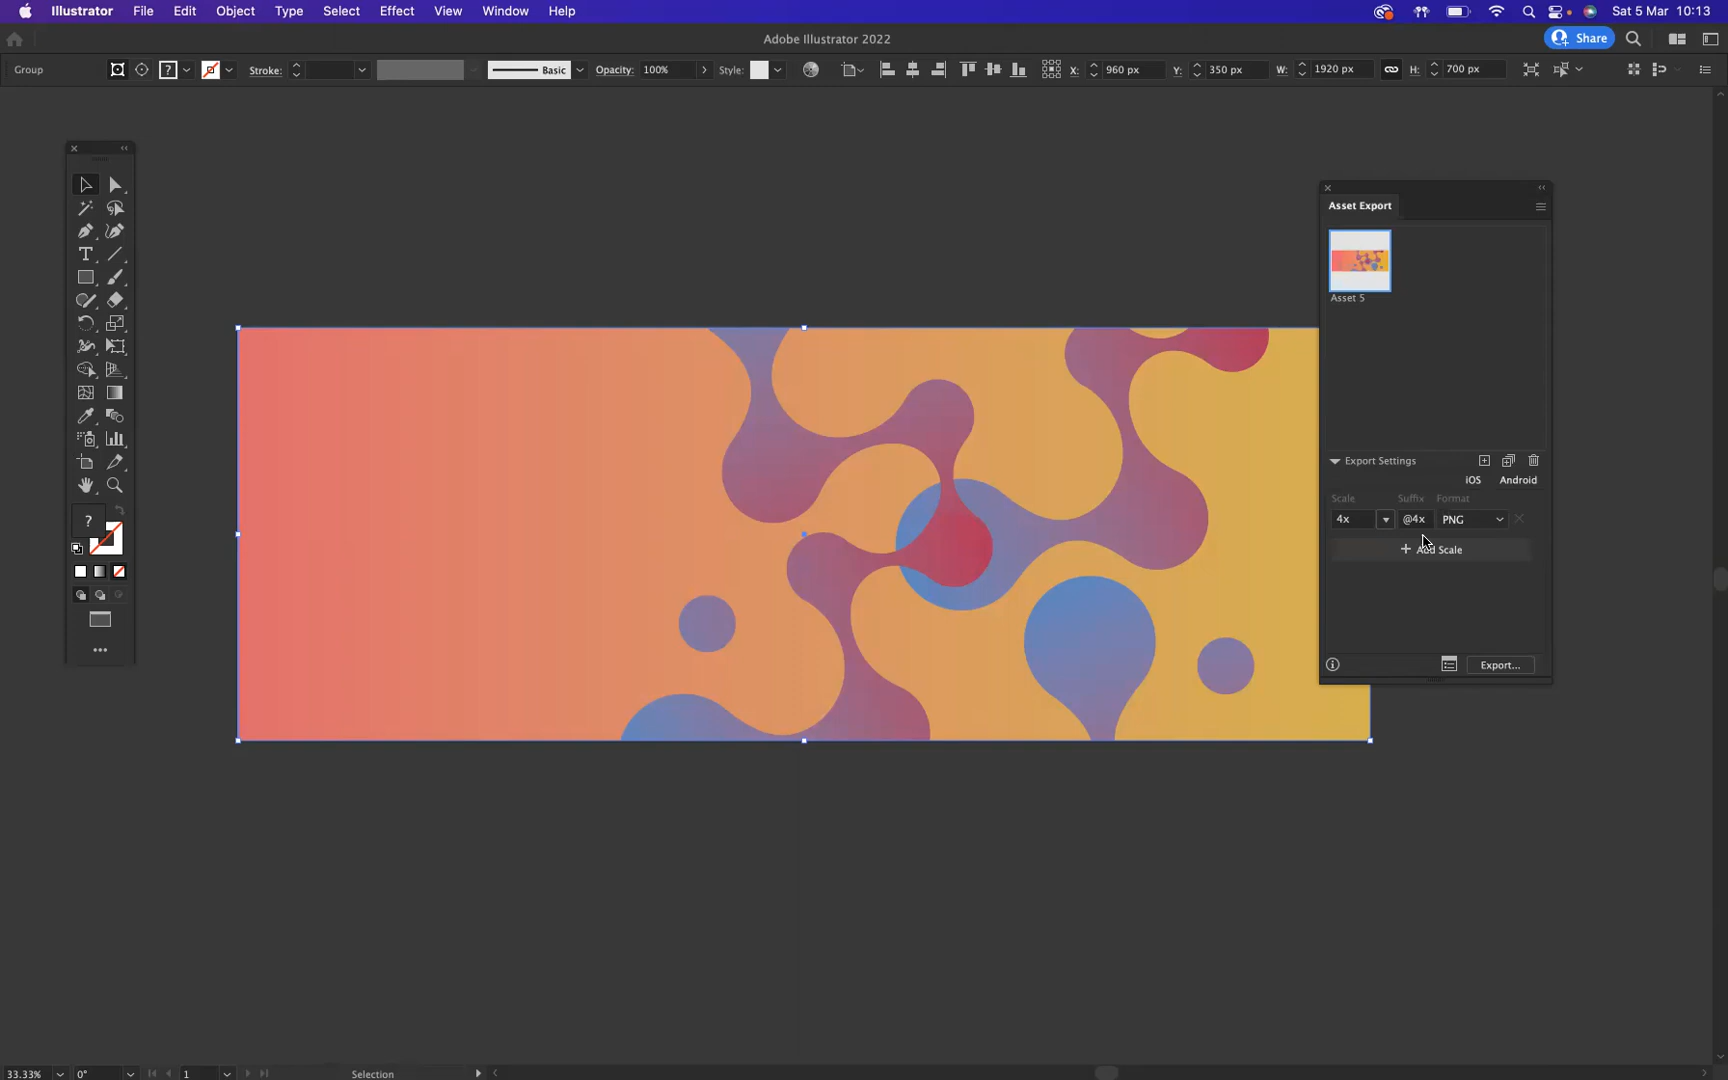 Illustrator File Edit Object Type Select Effect View Window Help Sat 5 Mar 10:13
Adobe Illustrator 2022 Share
Group ? Stroke: Basic Opacity: 100% Style: X: 960 px Y: 350 px W: 1920 px H: 700 px
Asset Export
Asset 5
Export Settings
iOS Android
Scale Suffix Format
4x @4x PNG
+ Add Scale
T
?
Export...
33.33% 0° 1 Selection